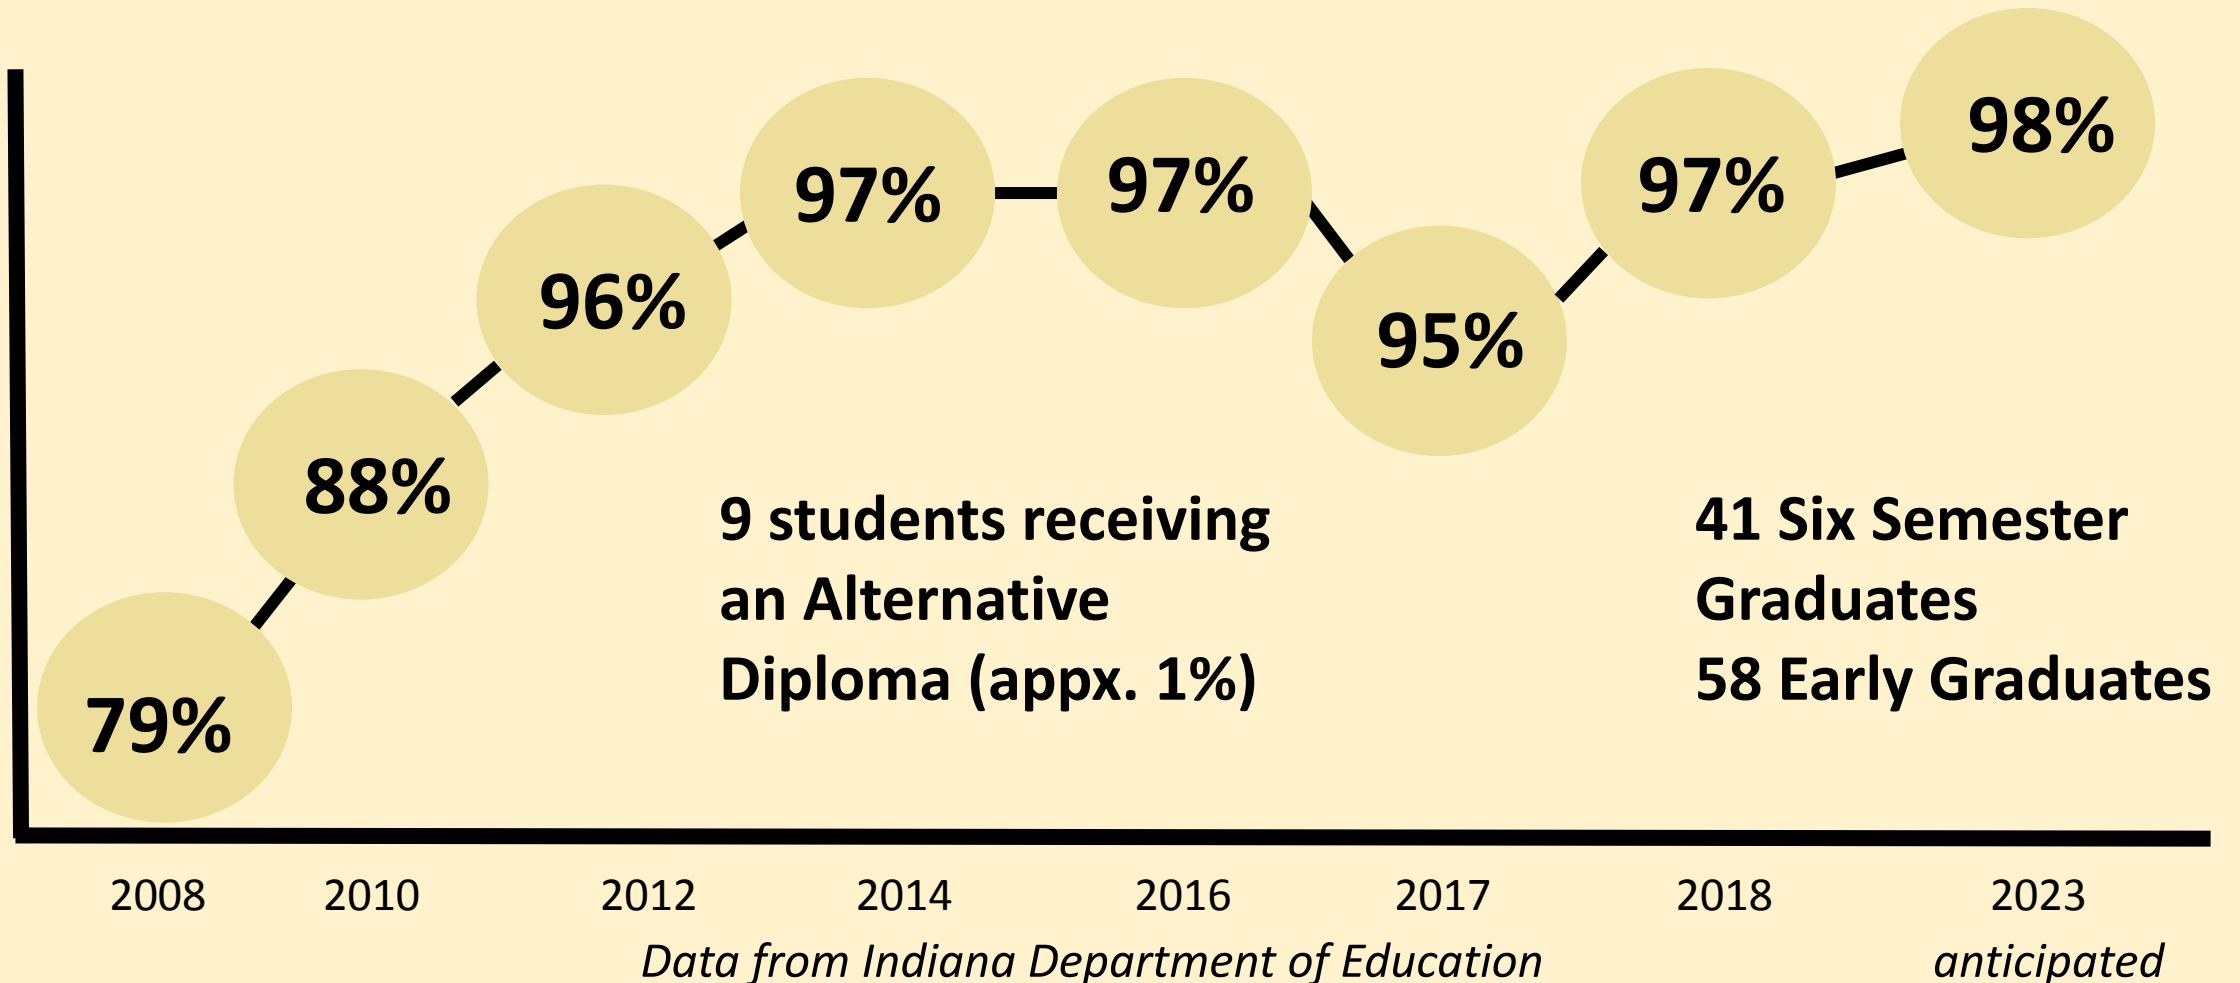 98%
97%
97%
97%
96%
95%
88%
79%
9 students receiving
an Alternative
Diploma (appx. 1%)
41 Six Semester
Graduates
58 Early Graduates
2008 2010 2012 2014 2016 2017 2018 2023
Data from Indiana Department of Education anticipated